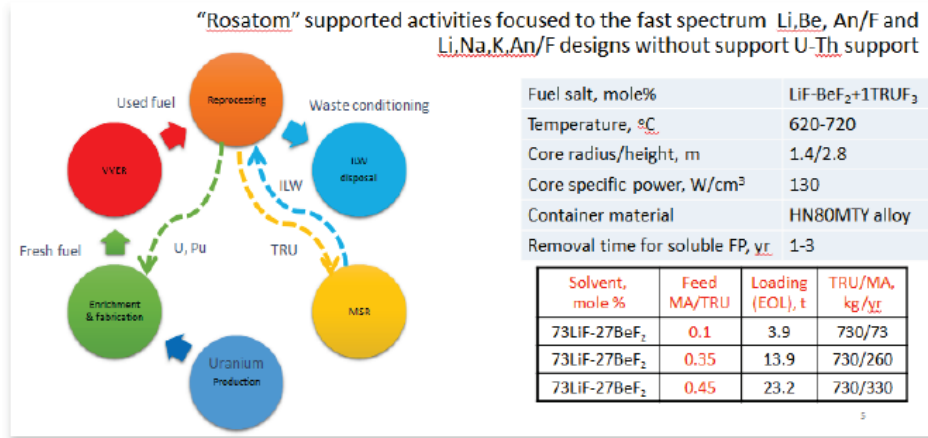 “Rosatom” supported activities focused to the fast spectrum Li,Be, An/F and
Li,Na,K,An/F designs without support U-Th support
Used fuel
Reprocessing
Waste conditioning
VVER
ILW
disposal
ILW
Fresh fuel
U, Pu
TRU
Enrichment
& fabrication
MSR
Uranium
Production
Fuel salt, mole% LiF-BeF₂+1TRUF₃
Temperature, °C 620-720
Core radius/height, m 1.4/2.8
Core specific power, W/cm³ 130
Container material HN80MTY alloy
Removal time for soluble FP, yr 1-3
Solvent, Feed Loading TRU/MA,
mole % MA/TRU (EOL), t kg/yr
73LiF-27BeF₂ 0.1 3.9 730/73
73LiF-27BeF₂ 0.35 13.9 730/260
73LiF-27BeF₂ 0.45 23.2 730/330
5